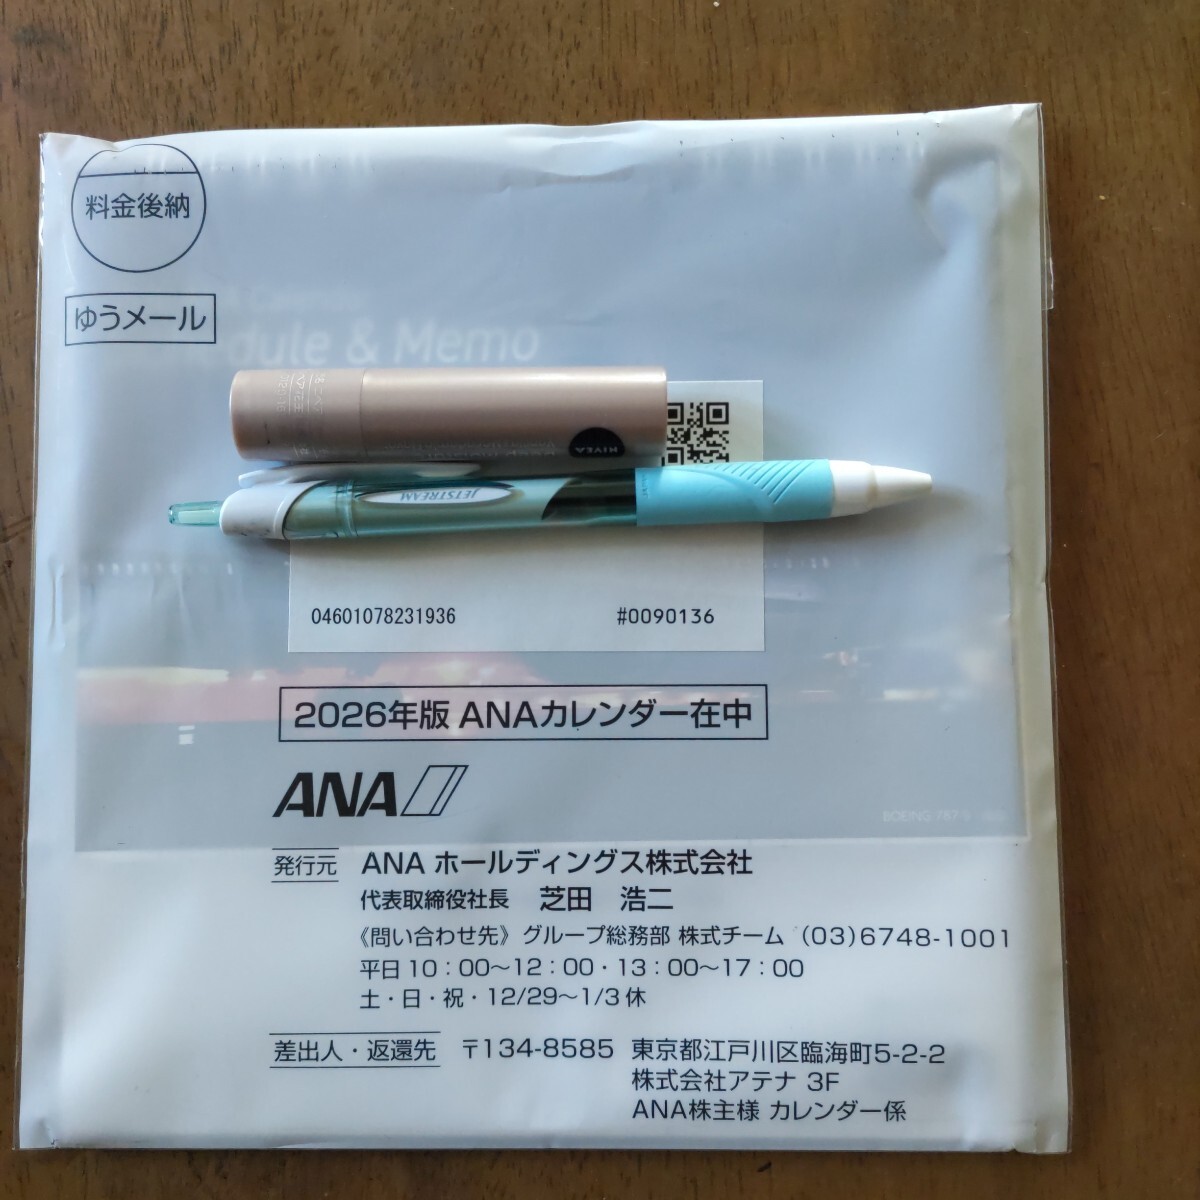 料金後納
ゆうメール
dule & Memo
NIVEA
JETSTREAM
04601078231936 #0090136
2026年版 ANAカレンダー在中
ANA
BOEING 787-9
発行元 ANA ホールディングス株式会社
代表取締役社長 芝田 浩二
《問い合わせ先》グループ総務部 株式チーム (03)6748-1001
平日10：00～12：00・13：00～17：00
土・日・祝・12/29～1/3休
差出人・返還先 〒134-8585 東京都江戸川区臨海町5-2-2
株式会社アテナ 3F
ANA株主様 カレンダー係